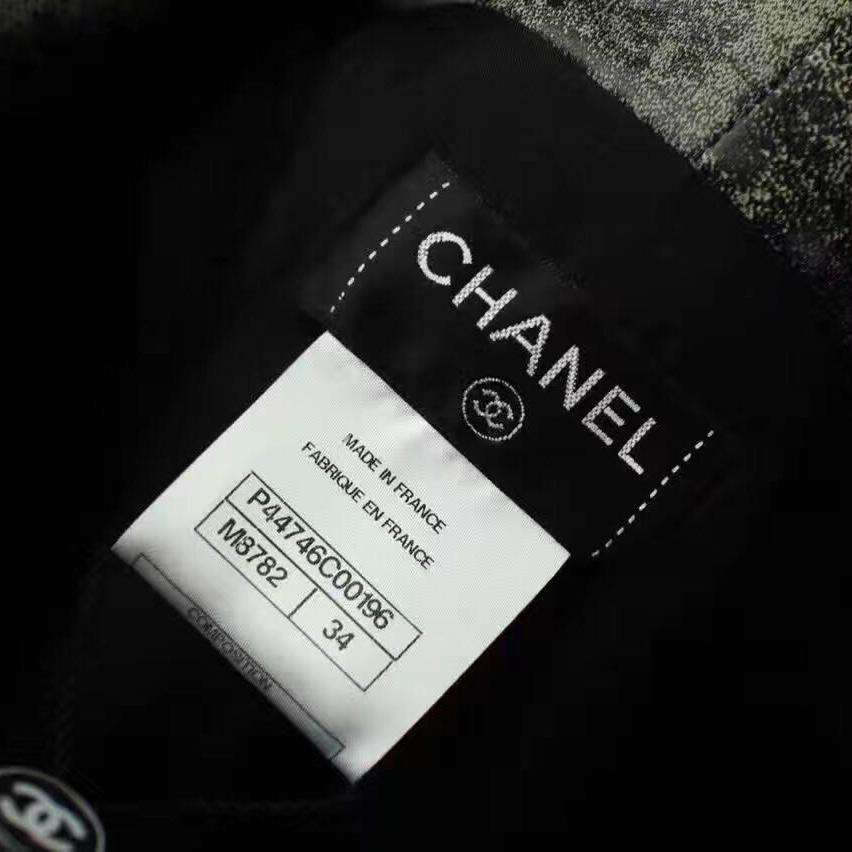 CHANEL
MADE IN FRANCE
FABRIQUE EN FRANCE
P44746C00196
M8782 34
COMPOSITION